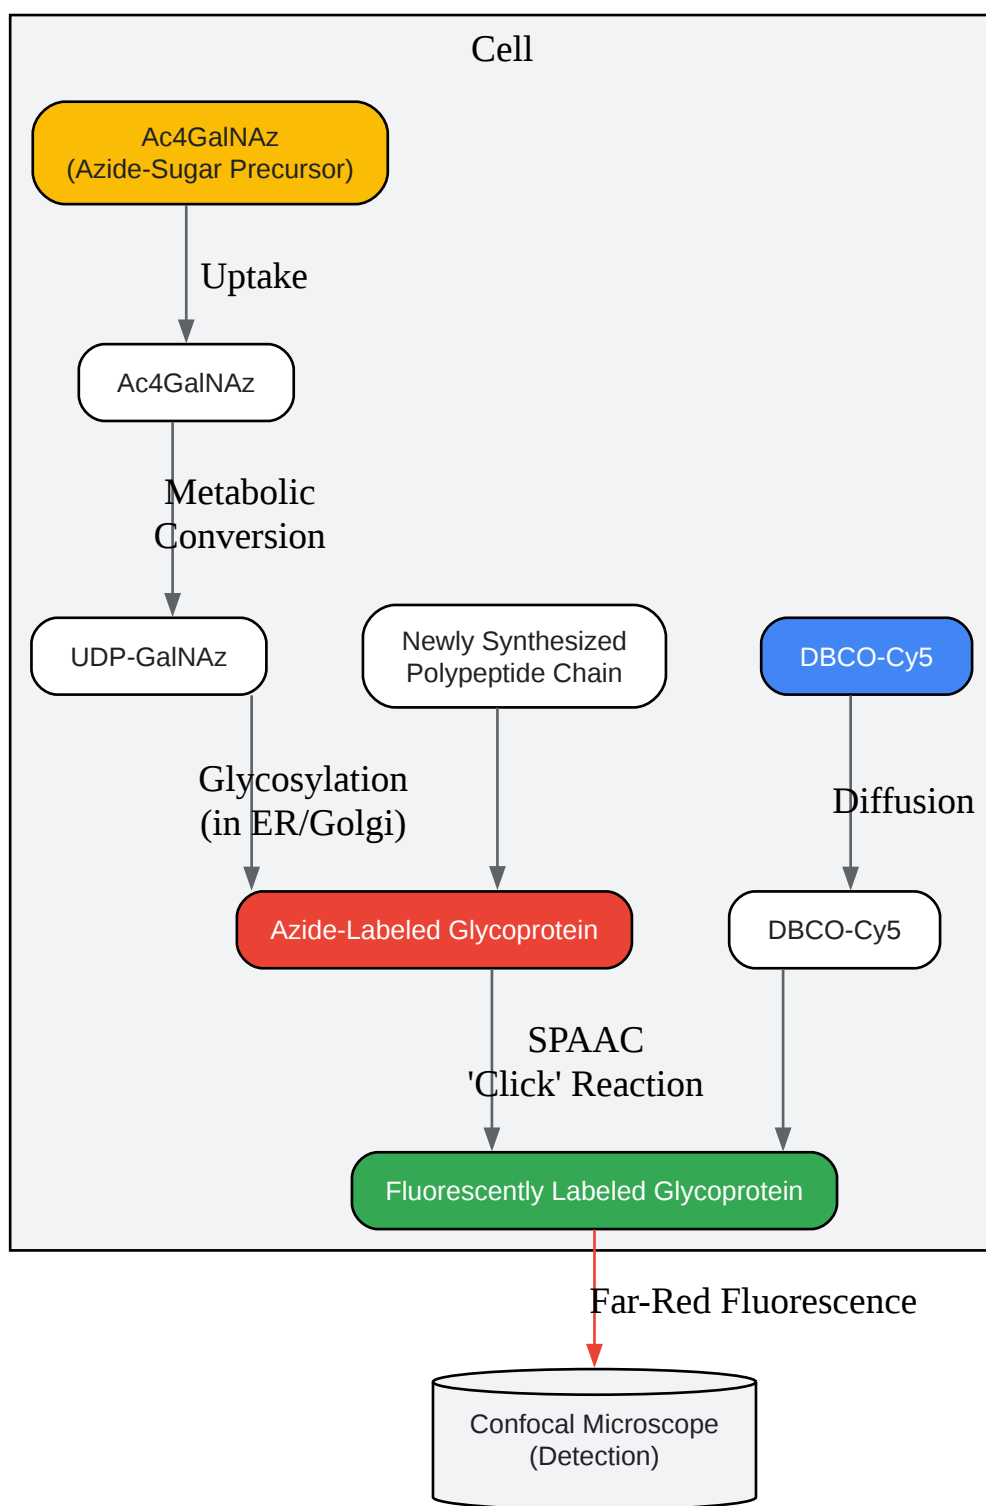 Cell
Ac4GalNAz
(Azide-Sugar Precursor)
Uptake
Ac4GalNAz
Metabolic
Conversion
UDP-GalNAz
Newly Synthesized
Polypeptide Chain
DBCO-Cy5
Glycosylation
(in ER/Golgi)
Diffusion
Azide-Labeled Glycoprotein
DBCO-Cy5
SPAAC
'Click' Reaction
Fluorescently Labeled Glycoprotein
Far-Red Fluorescence
Confocal Microscope
(Detection)